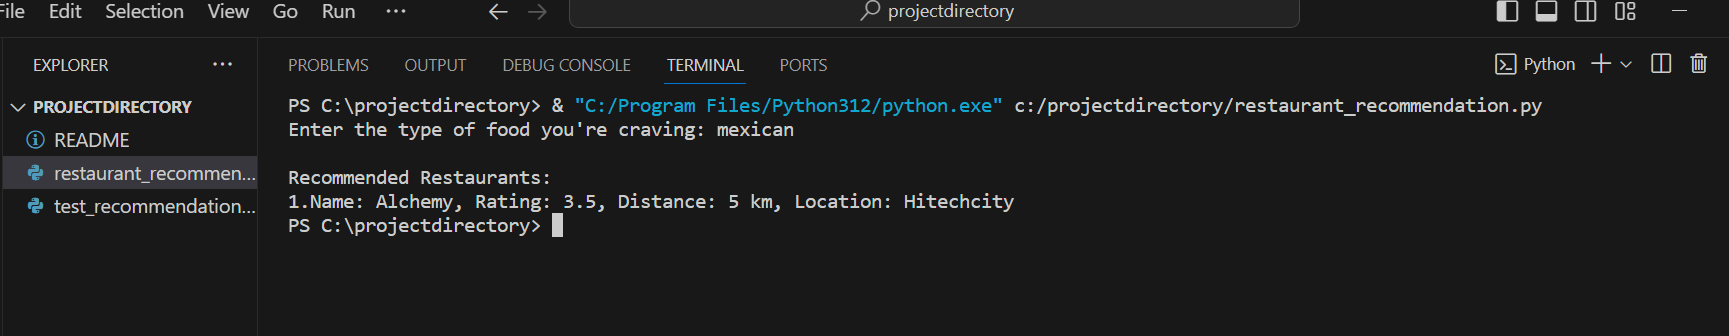 File Edit Selection View Go Run ··· projectdirectory
EXPLORER ···
PROJECTDIRECTORY
README
restaurant_recommen...
test_recommendation...
PROBLEMS OUTPUT DEBUG CONSOLE TERMINAL PORTS Python
PS C:\projectdirectory> & "C:/Program Files/Python312/python.exe" c:/projectdirectory/restaurant_recommendation.py
Enter the type of food you're craving: mexican
Recommended Restaurants:
1.Name: Alchemy, Rating: 3.5, Distance: 5 km, Location: Hitechcity
PS C:\projectdirectory>